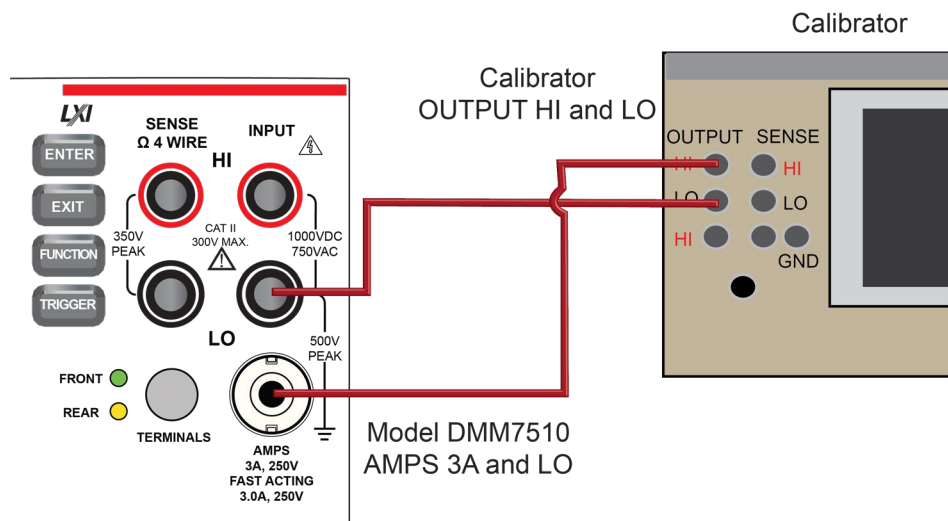 Calibrator
Calibrator
OUTPUT HI and LO
LXI
ENTER
EXIT
FUNCTION
TRIGGER
SENSE
Ω 4 WIRE
INPUT
HI
350V
PEAK
CAT II
300V MAX.
1000VDC
750VAC
LO
500V
PEAK
FRONT
REAR
TERMINALS
AMPS
3A, 250V
FAST ACTING
3.0A, 250V
Model DMM7510
AMPS 3A and LO
OUTPUT SENSE
HI HI
LO LO
HI
GND